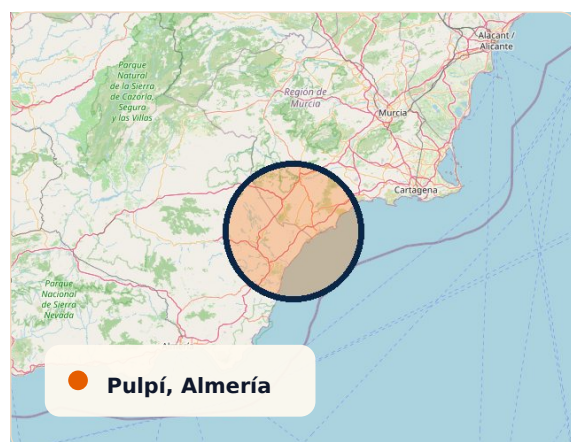 Alacant /
Alicante
Parque
Natural
de la Sierra
de Cazorla,
Segura
y las Villas
Región de
Murcia
Murcia
Cartagena
Parque
Nacional
de Sierra
Nevada
Pulpí, Almería